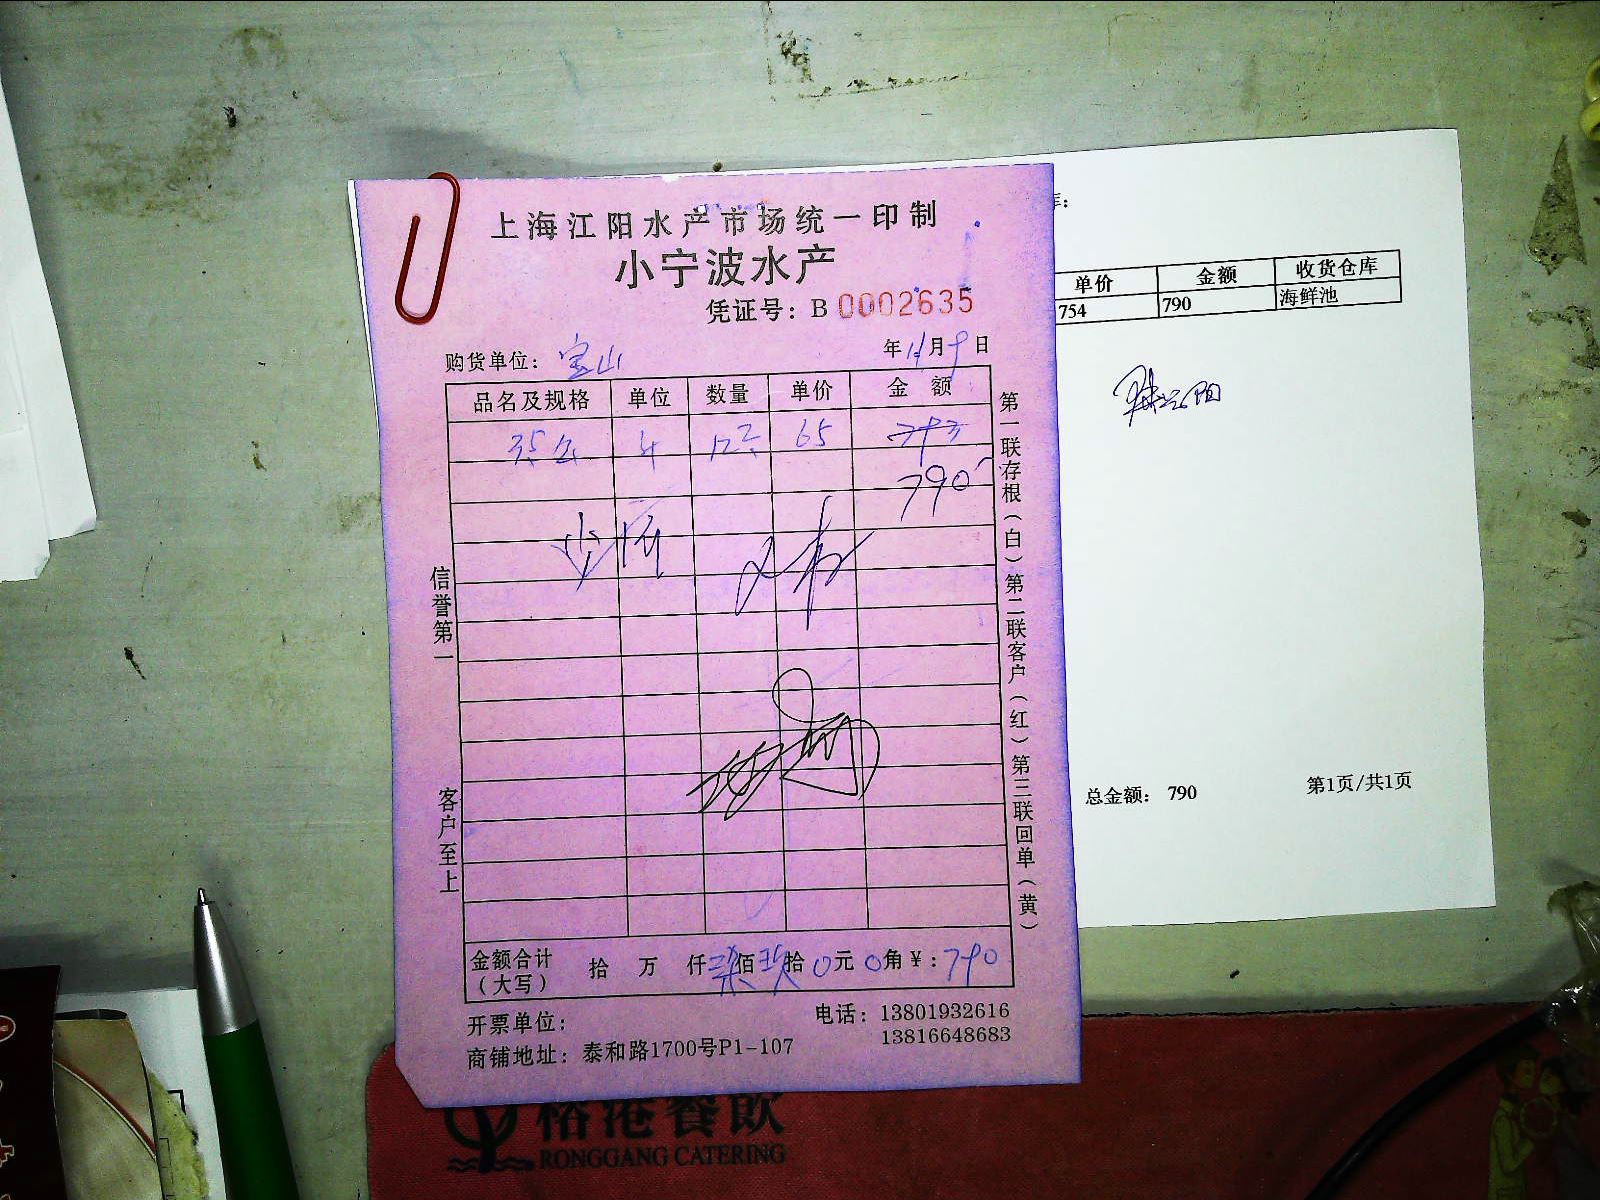 上海江阳水产市场统一印制
小宁波水产
凭证号：B 0002635
购货单位：宝山
年 11月 9日
品名及规格 单位 数量 单价 金额
65
793
790
信誉第一
客户至上
第一联存根（白）第二联客户（红）第三联回单（黄）
金额合计（大写） 拾 万 仟 柒佰 玖拾 0元 0角 ¥：790
开票单位：
电话：13801932616
13816648683
商铺地址：泰和路1700号P1-107
单价 金额 收货仓库
754 790 海鲜池
总金额： 790
第1页/共1页
榕港餐飲
RONGGANG CATERING